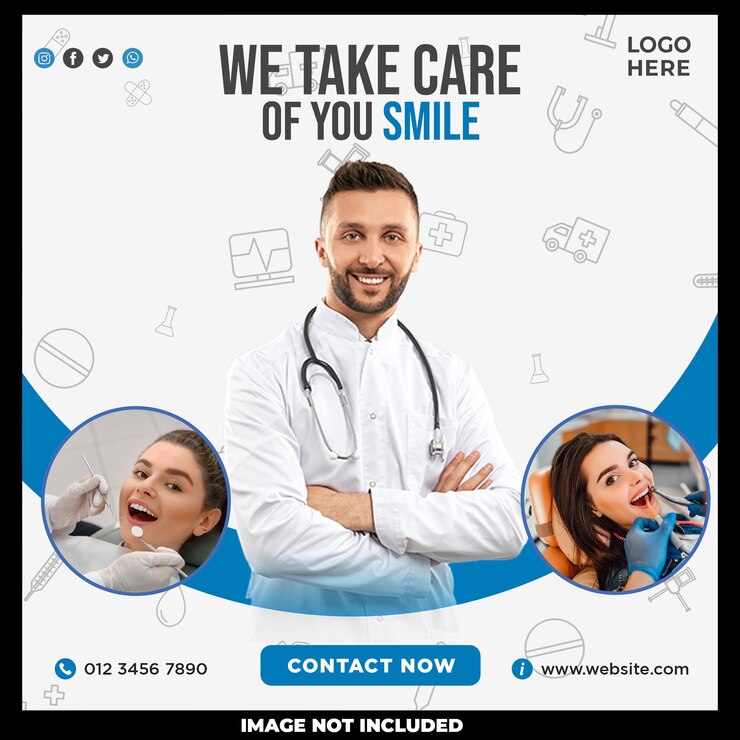 WE TAKE CARE
OF YOU SMILE
LOGO
HERE
012 3456 7890
CONTACT NOW
www.website.com
IMAGE NOT INCLUDED